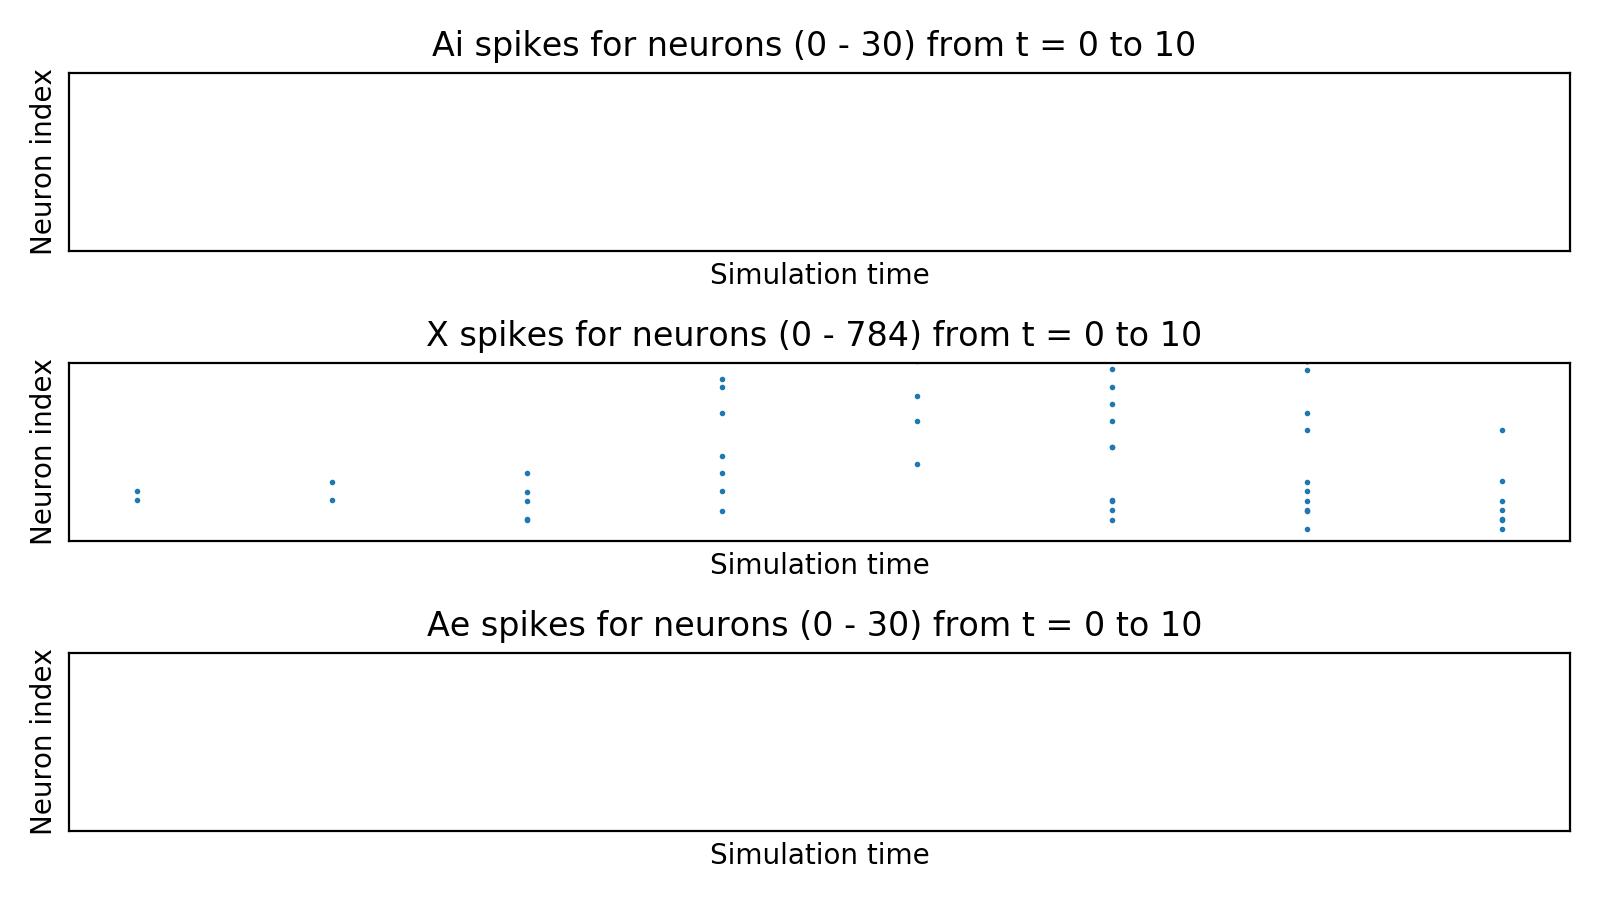 Ai spikes for neurons (0 - 30) from t = 0 to 10
Neuron index
Simulation time
X spikes for neurons (0 - 784) from t = 0 to 10
Neuron index
Simulation time
Ae spikes for neurons (0 - 30) from t = 0 to 10
Neuron index
Simulation time